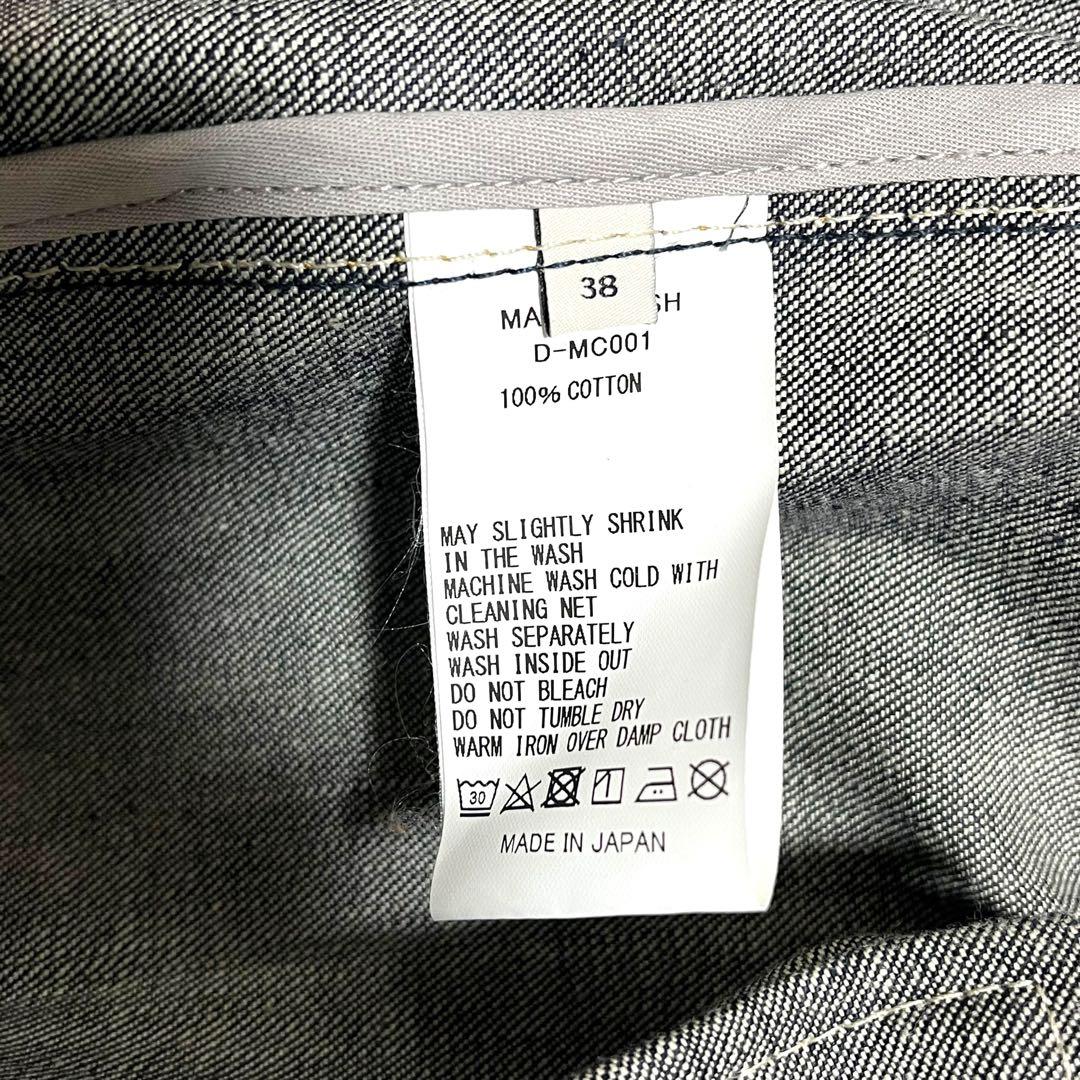 38
D-MC001
100% COTTON
MAY SLIGHTLY SHRINK
IN THE WASH
MACHINE WASH COLD WITH
CLEANING NET
WASH SEPARATELY
WASH INSIDE OUT
DO NOT BLEACH
DO NOT TUMBLE DRY
WARM IRON OVER DAMP CLOTH
30
MADE IN JAPAN